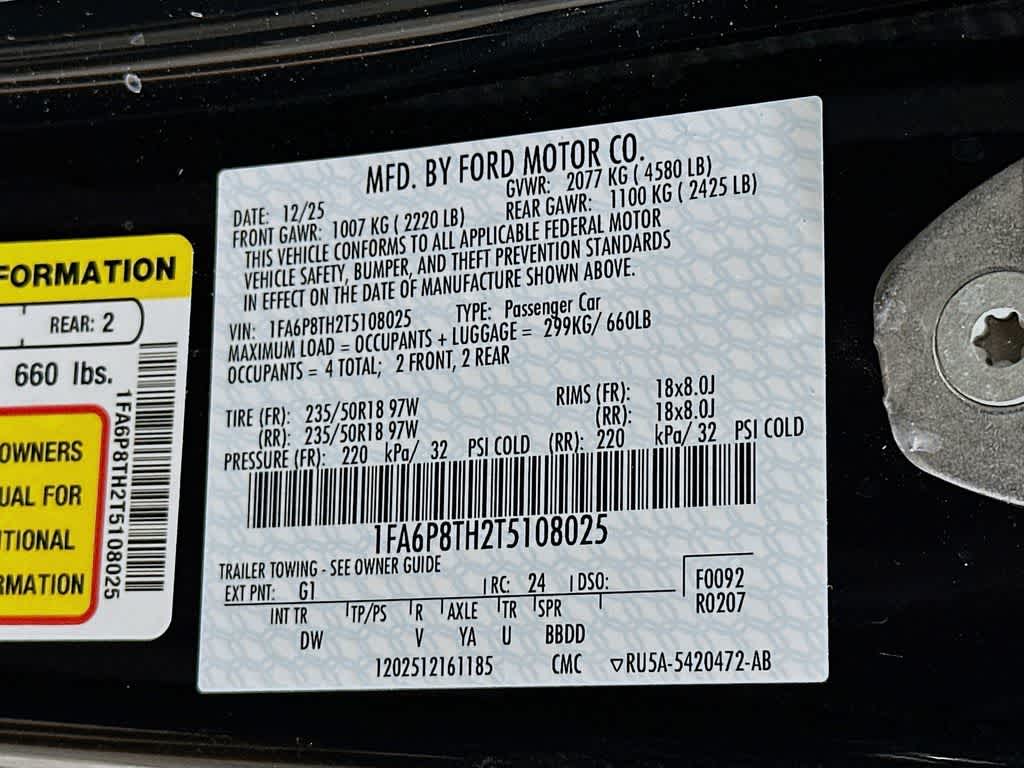 MFD. BY FORD MOTOR CO.
DATE: 12/25 GVWR: 2077 KG ( 4580 LB)
FRONT GAWR: 1007 KG ( 2220 LB) REAR GAWR: 1100 KG ( 2425 LB)
THIS VEHICLE CONFORMS TO ALL APPLICABLE FEDERAL MOTOR
VEHICLE SAFETY, BUMPER, AND THEFT PREVENTION STANDARDS
IN EFFECT ON THE DATE OF MANUFACTURE SHOWN ABOVE.
VIN: 1FA6P8TH2T5108025 TYPE: Passenger Car
MAXIMUM LOAD = OCCUPANTS + LUGGAGE = 299KG/ 660LB
OCCUPANTS = 4 TOTAL; 2 FRONT, 2 REAR
TIRE (FR): 235/50R18 97W RIMS (FR): 18x8.0J
(RR): 235/50R18 97W (RR): 18x8.0J
PRESSURE (FR): 220 kPa/ 32 PSI COLD (RR): 220 kPa/ 32 PSI COLD
1FA6P8TH2T5108025
TRAILER TOWING - SEE OWNER GUIDE
EXT PNT: G1 RC: 24 DSO: F0092
R0207
INT TR TP/PS R AXLE TR SPR
DW V YA U BBDD
1202512161185 CMC ▽RU5A-5420472-AB
FORMATION
REAR: 2
660 lbs.
1FA6P8TH2T5108025
OWNERS
UAL FOR
ITIONAL
RMATION